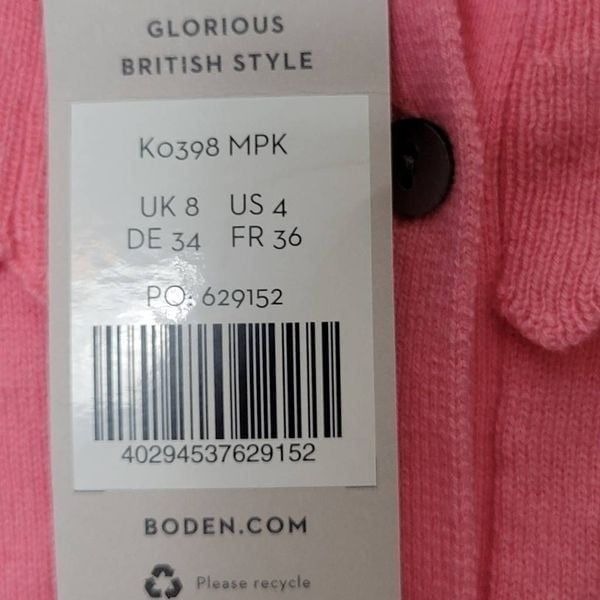 GLORIOUS
BRITISH STYLE
K0398 MPK
UK 8 US 4
DE 34 FR 36
PO: 629152
40294537629152
BODEN.COM
Please recycle